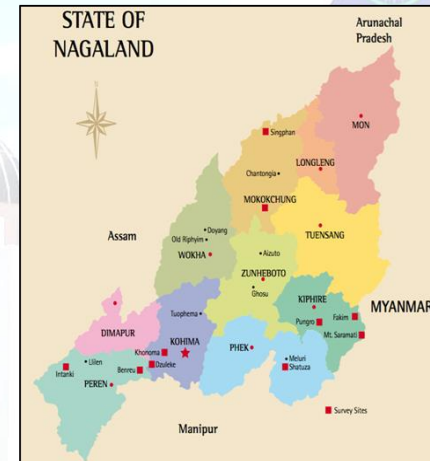 STATE OF
NAGALAND
Arunachal
Pradesh
MON
Singphan
LONGLENG
Chantongia
MOKOKCHUNG
TUENSANG
Assam
Doyang
Old Riphyim
WOKHA
Aizuto
ZUNHEBOTO
Ghosu
KIPHIRE
MYANMAR
Fakim
Pungro
Mt. Saramati
Tuophema
DIMAPUR
KOHIMA
PHEK
Khonoma
Dzuleke
Benreu
Llilen
Intanki
PEREN
Meluri
Shatuza
Survey Sites
Manipur